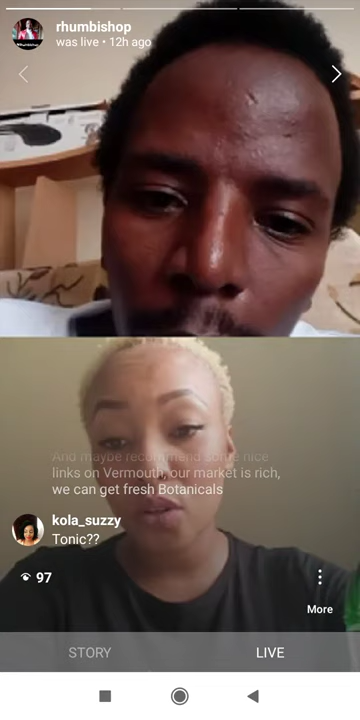 rhumbishop
was live • 12h ago
And maybe recommend some nice
links on Vermouth, our market is rich,
we can get fresh Botanicals
kola_suzzy
Tonic??
97
More
STORY
LIVE